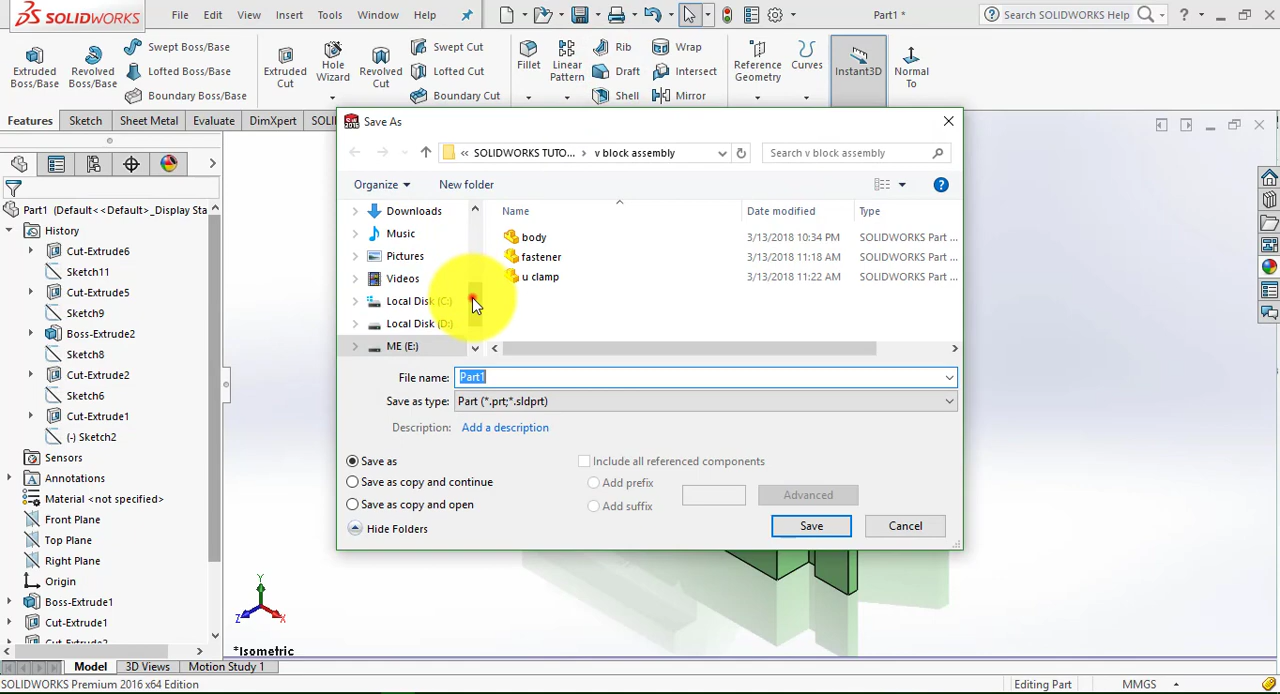 SOLIDWORKS File Edit View Insert Tools Window Help Part1 * Search SOLIDWORKS Help
Extruded Boss/Base
Revolved Boss/Base
Swept Boss/Base
Lofted Boss/Base
Boundary Boss/Base
Extruded Cut
Hole Wizard
Revolved Cut
Swept Cut
Lofted Cut
Boundary Cut
Fillet
Linear Pattern
Rib
Draft
Shell
Wrap
Intersect
Mirror
Reference Geometry
Curves
Instant3D
Normal To
Features Sketch Sheet Metal Evaluate DimXpert SOLI
Part1 (Default<<Default>_Display Sta
History
Cut-Extrude6
Sketch11
Cut-Extrude5
Sketch9
Boss-Extrude2
Sketch8
Cut-Extrude2
Sketch6
Cut-Extrude1
(-) Sketch2
Sensors
Annotations
Material <not specified>
Front Plane
Top Plane
Right Plane
Origin
Boss-Extrude1
Cut-Extrude1
Save As
« SOLIDWORKS TUTO... › v block assembly
Search v block assembly
Organize New folder
Downloads
Music
Pictures
Videos
Local Disk (C:)
Local Disk (D:)
ME (E:)
Name Date modified Type
body 3/13/2018 10:34 PM SOLIDWORKS Part ...
fastener 3/13/2018 11:18 AM SOLIDWORKS Part ...
u clamp 3/13/2018 11:22 AM SOLIDWORKS Part ...
File name: Part1
Save as type: Part (*.prt;*.sldprt)
Description: Add a description
Save as
Save as copy and continue
Save as copy and open
Include all referenced components
Add prefix
Add suffix
Advanced
Hide Folders
Save Cancel
Y
Z X
*Isometric
Model 3D Views Motion Study 1
SOLIDWORKS Premium 2016 x64 Edition Editing Part MMGS